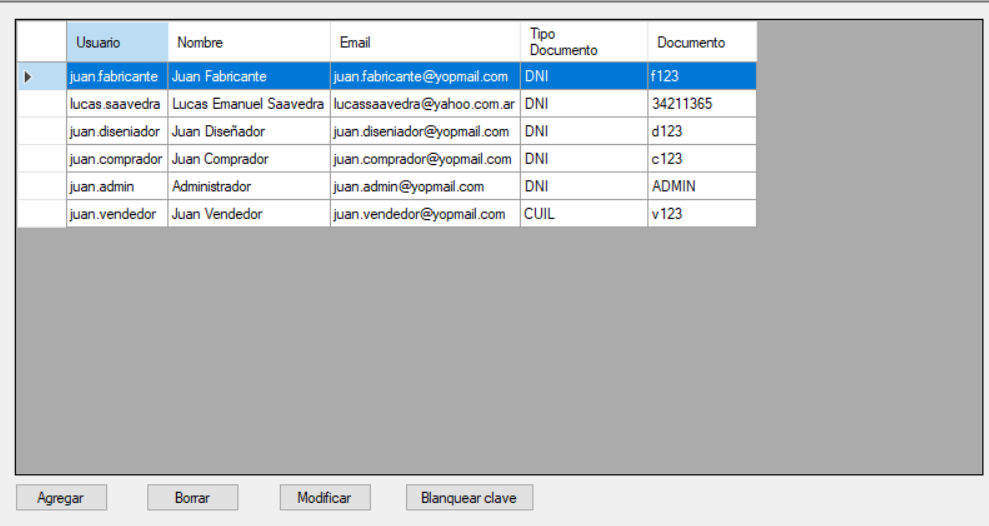 Usuario Nombre Email Tipo Documento Documento
juan.fabricante Juan Fabricante juan.fabricante@yopmail.com DNI f123
lucas.saavedra Lucas Emanuel Saavedra lucassaavedra@yahoo.com.ar DNI 34211365
juan.diseniador Juan Diseñador juan.diseniador@yopmail.com DNI d123
juan.comprador Juan Comprador juan.comprador@yopmail.com DNI c123
juan.admin Administrador juan.admin@yopmail.com DNI ADMIN
juan.vendedor Juan Vendedor juan.vendedor@yopmail.com CUIL v123
Agregar Borrar Modificar Blanquear clave